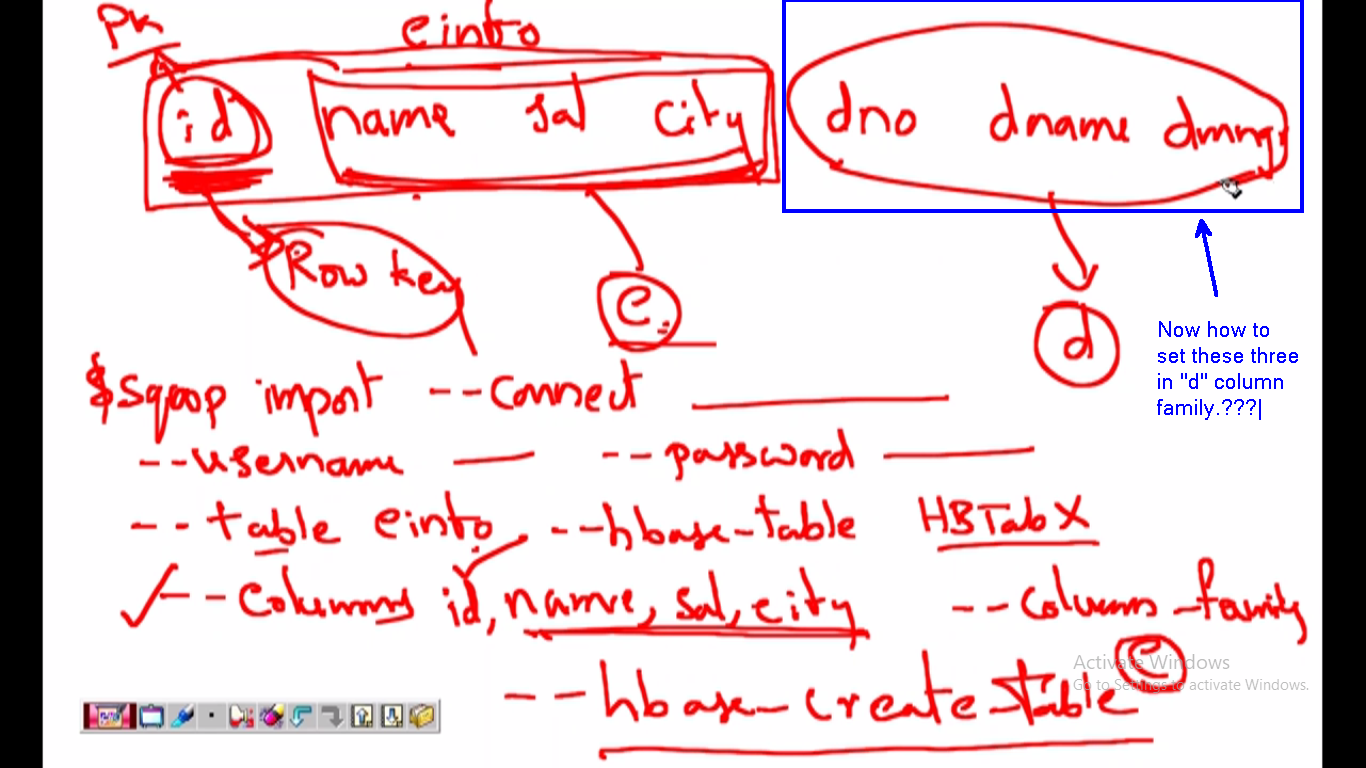 PK
einfo
id name sal city dno dname dmngr
Row key
e
d
Now how to
set these three
in "d" column
family.???|
$sqoop import --connect
--username --password
--table einfo --hbase-table HBTabX
--columns id, name, sal, city --column-family
e
--hbase-create-table
Activate Windows
Go to Settings to activate Windows.